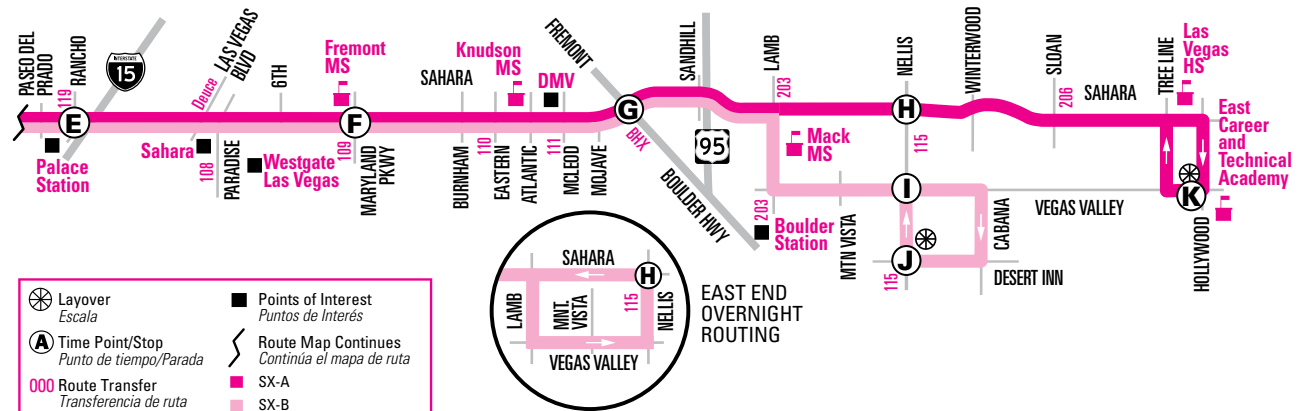 PASEO DEL
PRADO
RANCHO
119
INTERSTATE
15
E
Palace
Station
Deuce
LAS VEGAS
BLVD
Sahara
108
PARADISE
6TH
Westgate
Las Vegas
Fremont
MS
F
109
MARYLAND
PKWY
SAHARA
BURNHAM
110
EASTERN
Knudson
MS
ATLANTIC
DMV
111
MCLEOD
MOJAVE
FREMONT
G
BHX
BOULDER HWY
SANDHILL
95
LAMB
203
Mack
MS
203
Boulder
Station
MTN VISTA
NELLIS
H
115
I
J
115
WINTERWOOD
CABANA
DESERT INN
VEGAS VALLEY
SLOAN
206
SAHARA
TREE LINE
Las
Vegas
HS
East
Career
and
Technical
Academy
K
HOLLYWOOD
SAHARA
H
LAMB
MNT.
VISTA
115
NELLIS
VEGAS VALLEY
EAST END
OVERNIGHT
ROUTING
Layover
Escala
A Time Point/Stop
Punto de tiempo/Parada
000 Route Transfer
Transferencia de ruta
Points of Interest
Puntos de Interés
Route Map Continues
Continúa el mapa de ruta
SX-A
SX-B